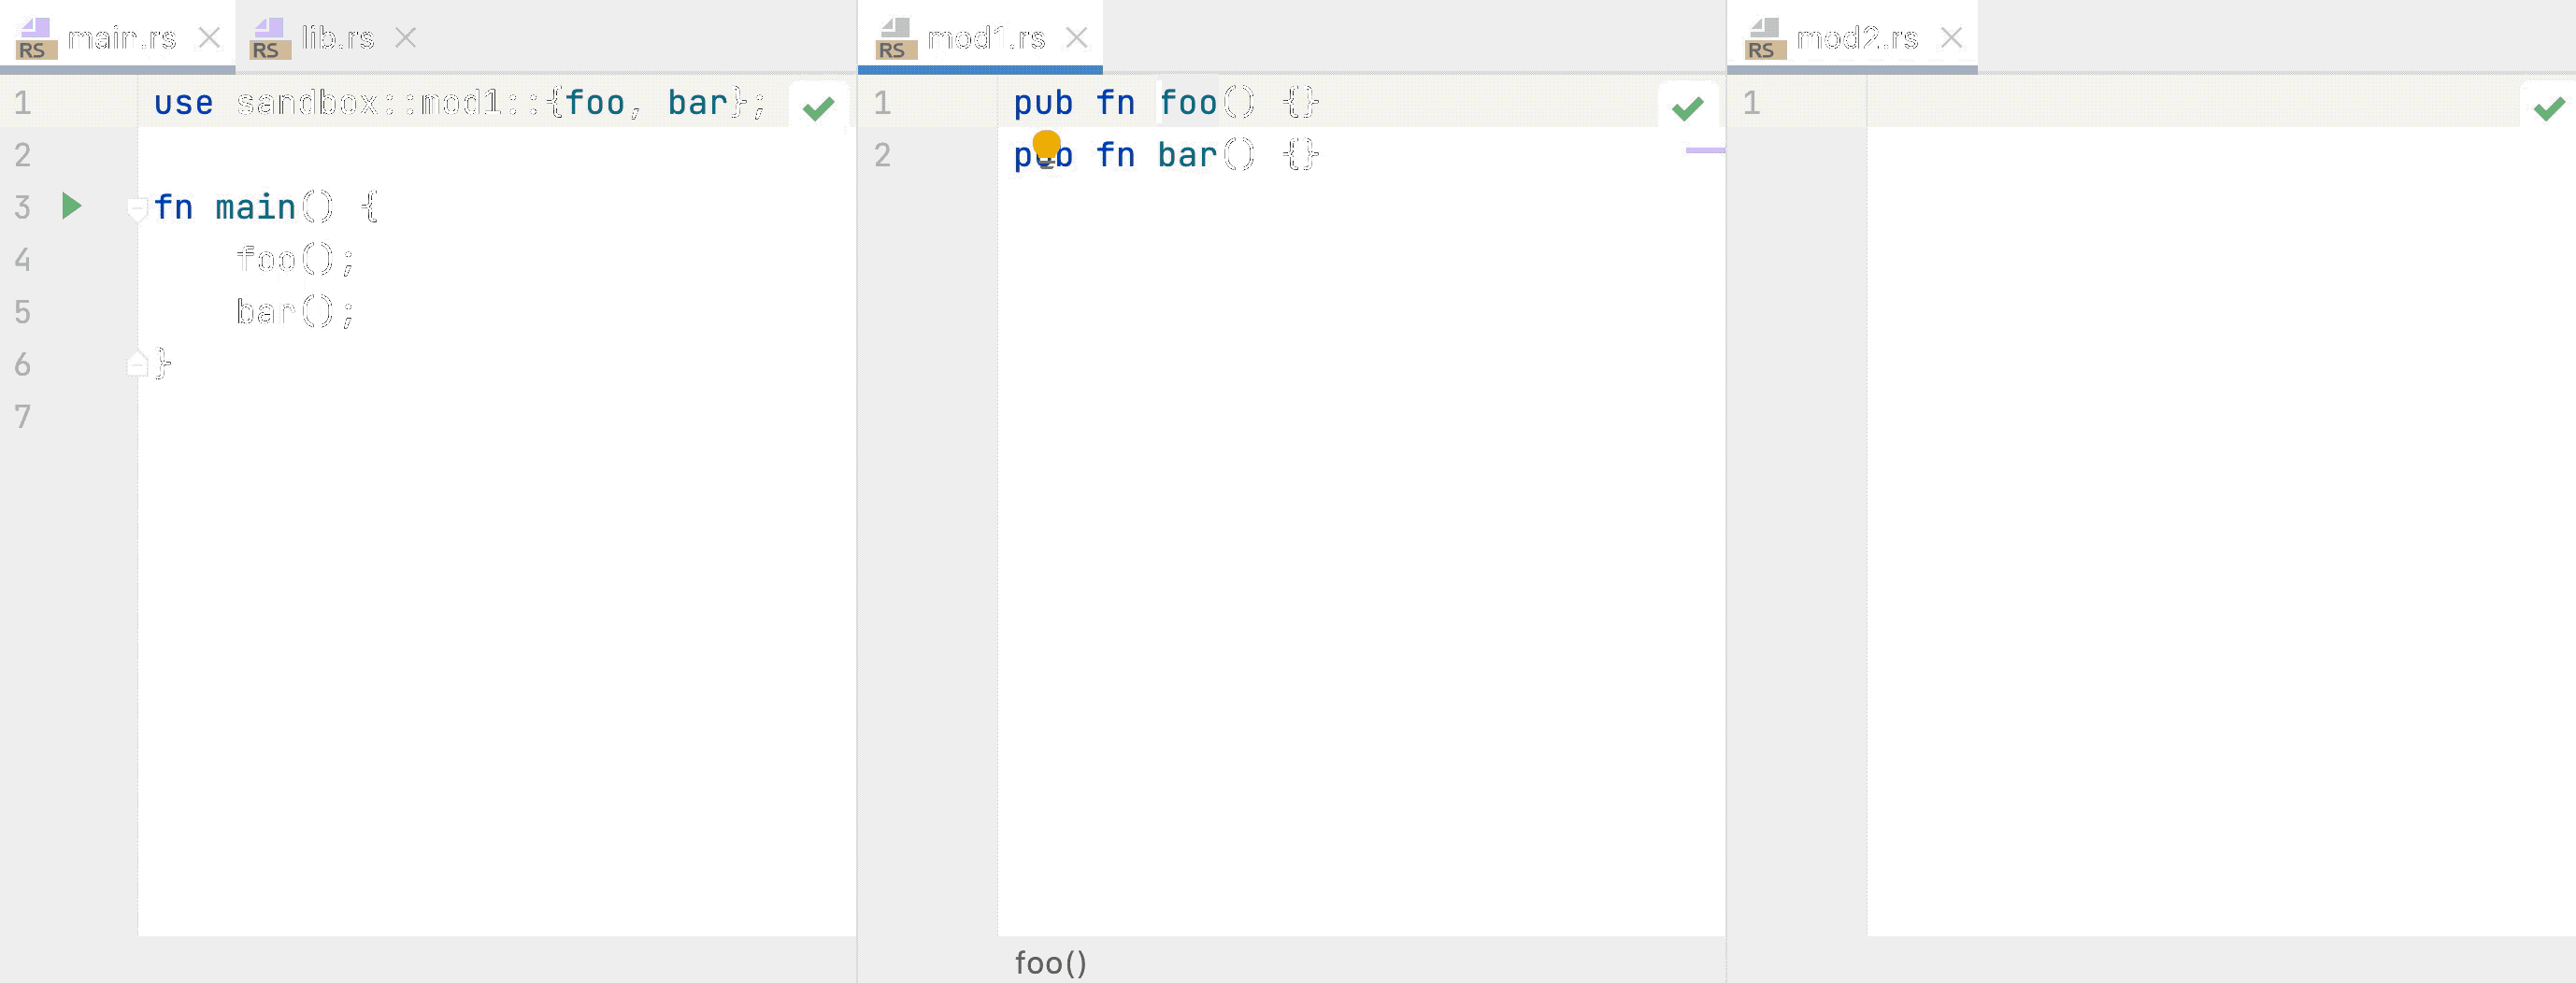 RS main.rs RS lib.rs
1 use sandbox::mod1::{foo, bar};
2
3 fn main() {
4 foo();
5 bar();
6 }
7
RS mod1.rs
1 pub fn foo() {}
2 pub fn bar() {}
foo()
RS mod2.rs
1